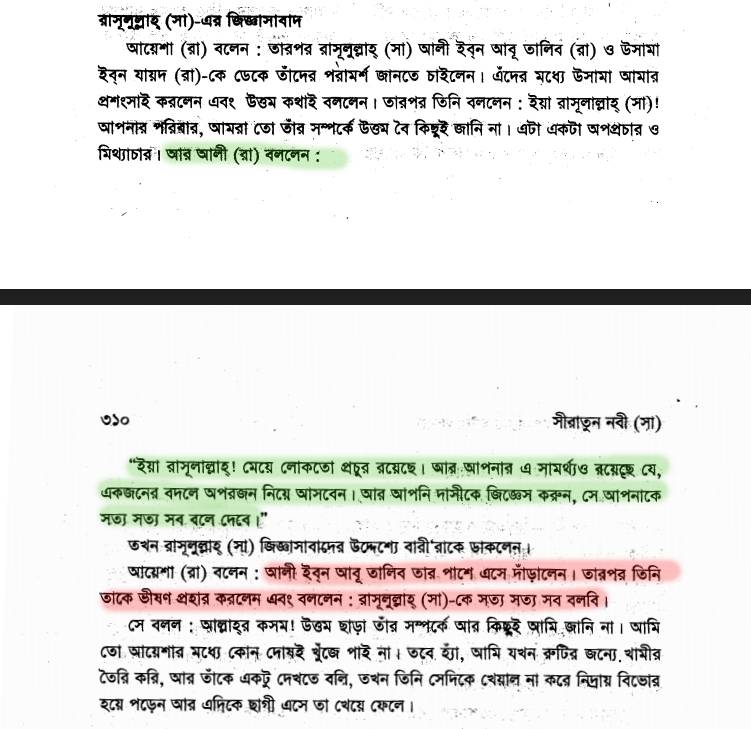 রাসূলুল্লাহ্ (সা)-এর জিজ্ঞাসাবাদ
আয়েশা (রা) বলেন : তারপর রাসূলুল্লাহ্ (সা) আলী ইব্‌ন আবূ তালিব (রা) ও উসামা
ইব্‌ন যায়দ (রা)-কে ডেকে তাঁদের পরামর্শ জানতে চাইলেন। এঁদের মধ্যে উসামা আমার
প্রশংসাই করলেন এবং উত্তম কথাই বললেন। তারপর তিনি বললেন : ইয়া রাসূলাল্লাহ্ (সা)!
আপনার পরিবার, আমরা তো তাঁর সম্পর্কে উত্তম বৈ কিছুই জানি না। এটা একটা অপপ্রচার ও
মিথ্যাচার। আর আলী (রা) বললেন :
৩১০
সীরাতুন নবী (সা)
“ইয়া রাসূলাল্লাহ্! মেয়ে লোকতো প্রচুর রয়েছে। আর আপনার এ সামর্থ্যও রয়েছে যে,
একজনের বদলে অপরজন নিয়ে আসবেন। আর আপনি দাসীকে জিজ্ঞেস করুন, সে আপনাকে
সত্য সত্য সব বলে দেবে।”
তখন রাসূলুল্লাহ্ (সা) জিজ্ঞাসাবাদের উদ্দেশ্যে বারী'রাকে ডাকলেন।
আয়েশা (রা) বলেন : আলী ইব্‌ন আবূ তালিব তার পাশে এসে দাঁড়ালেন। তারপর তিনি
তাকে ভীষণ প্রহার করলেন এবং বললেন : রাসূলুল্লাহ্ (সা)-কে সত্য সত্য সব বলবি।
সে বলল : আল্লাহ্‌র কসম! উত্তম ছাড়া তাঁর সম্পর্কে আর কিছুই আমি জানি না। আমি
তো আয়েশার মধ্যে কোন দোষই খুঁজে পাই না। তবে হ্যাঁ, আমি যখন রুটির জন্যে খামীর
তৈরি করি, আর তাঁকে একটু দেখতে বলি, তখন তিনি সেদিকে খেয়াল না করে নিদ্রায় বিভোর
হয়ে পড়েন আর এদিকে ছাগী এসে তা খেয়ে ফেলে।